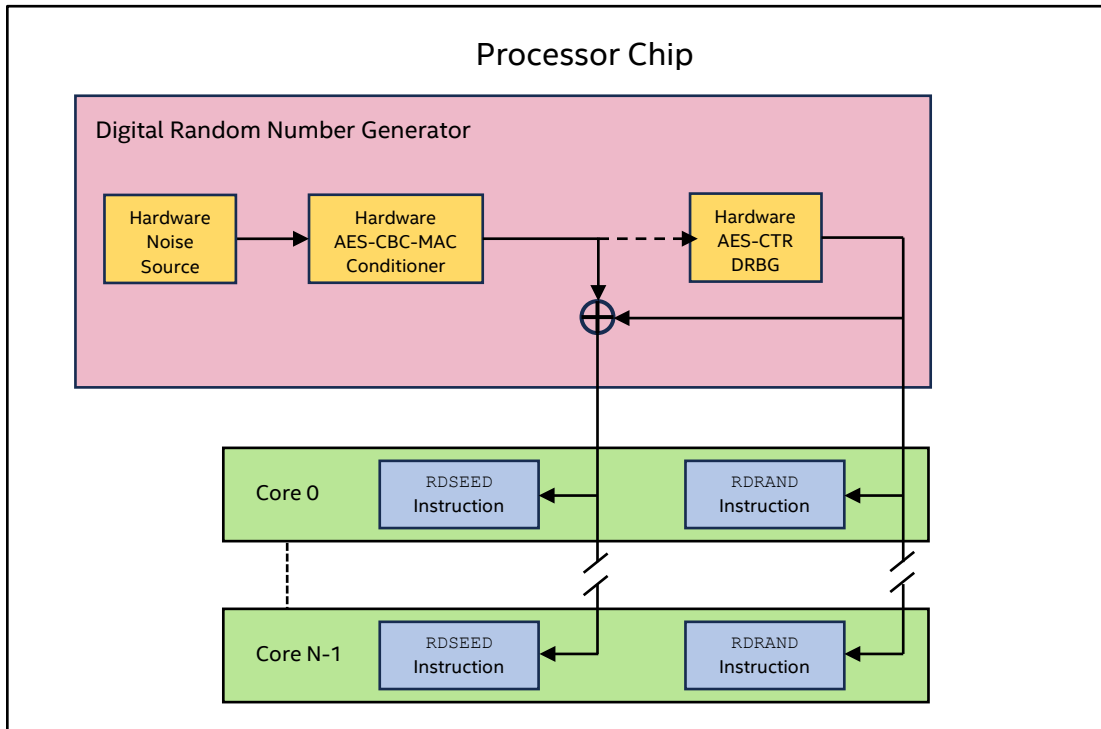 Processor Chip
Digital Random Number Generator
Hardware
Noise
Source
Hardware
AES-CBC-MAC
Conditioner
Hardware
AES-CTR
DRBG
Core 0
RDSEED
Instruction
RDRAND
Instruction
Core N-1
RDSEED
Instruction
RDRAND
Instruction